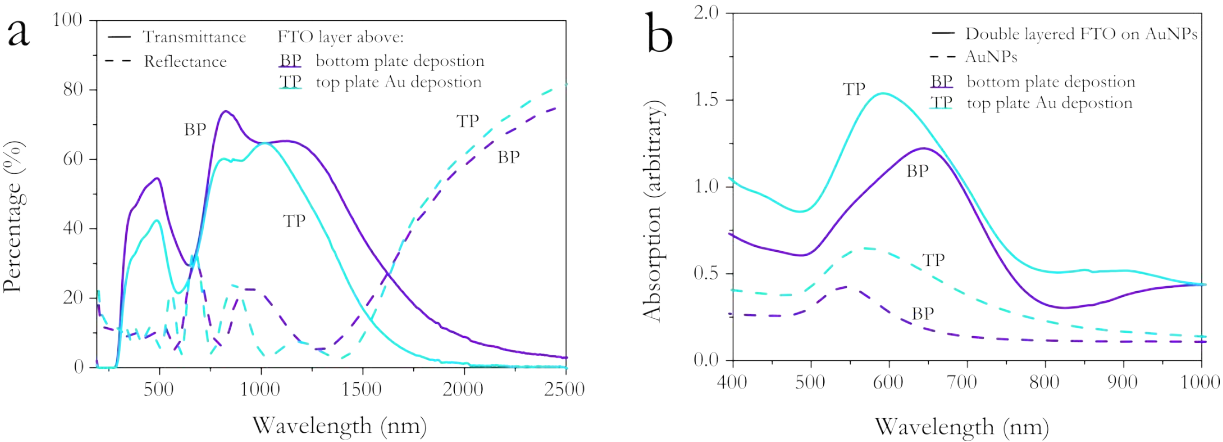 a
100
80
60
40
20
0
Percentage (%)
500
1000
1500
2000
2500
Wavelength (nm)
Transmittance
Reflectance
FTO layer above:
BP bottom plate depostion
TP top plate Au depostion
BP
TP
TP
BP
b
2.0
1.5
1.0
0.5
0.0
Absorption (arbitrary)
400
500
600
700
800
900
1000
Wavelength (nm)
Double layered FTO on AuNPs
AuNPs
BP bottom plate depostion
TP top plate Au depostion
TP
BP
TP
BP